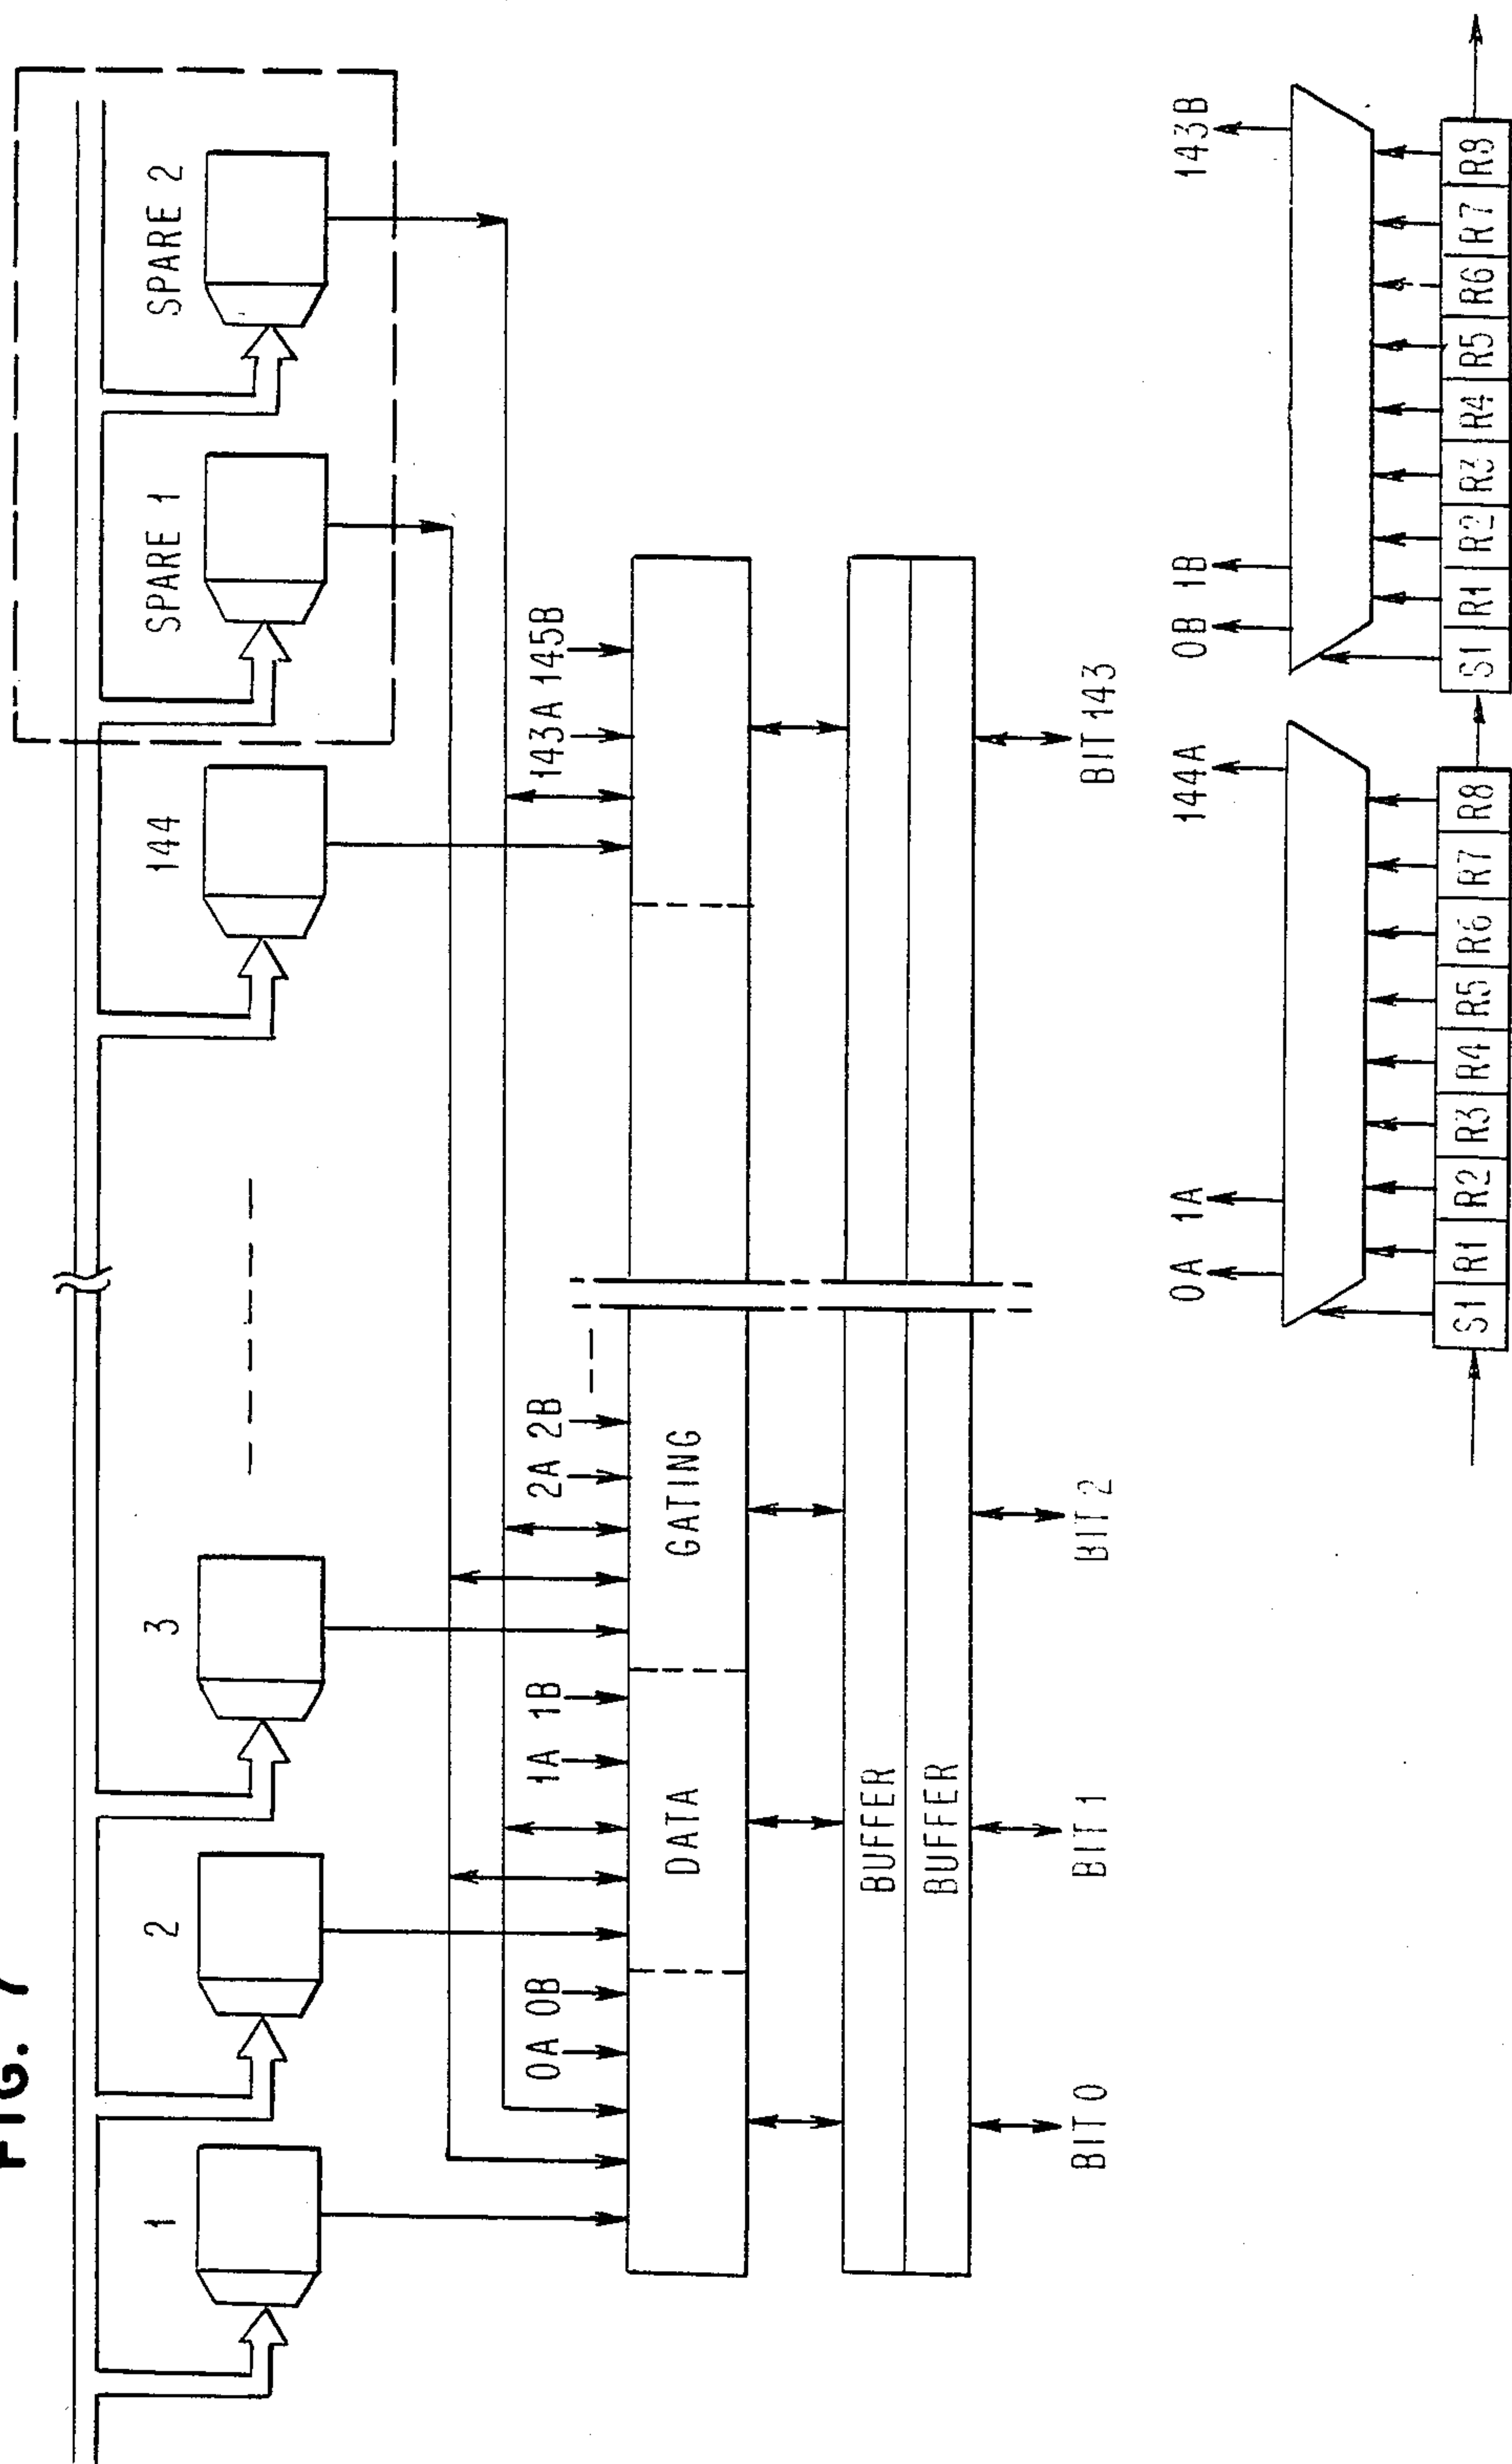 FIG. 7
1 2 3 144 SPARE 1 SPARE 2
0A 0B 1A 1B 2A 2B 143A 145B
DATA GATING
BUFFER
BUFFER
BIT 0 BIT 1 BIT 2 BIT 143
0A 1A 144A 0B 1B 143B
S1 R1 R2 R3 R4 R5 R6 R7 R8 S1 R1 R2 R3 R4 R5 R6 R7 R8